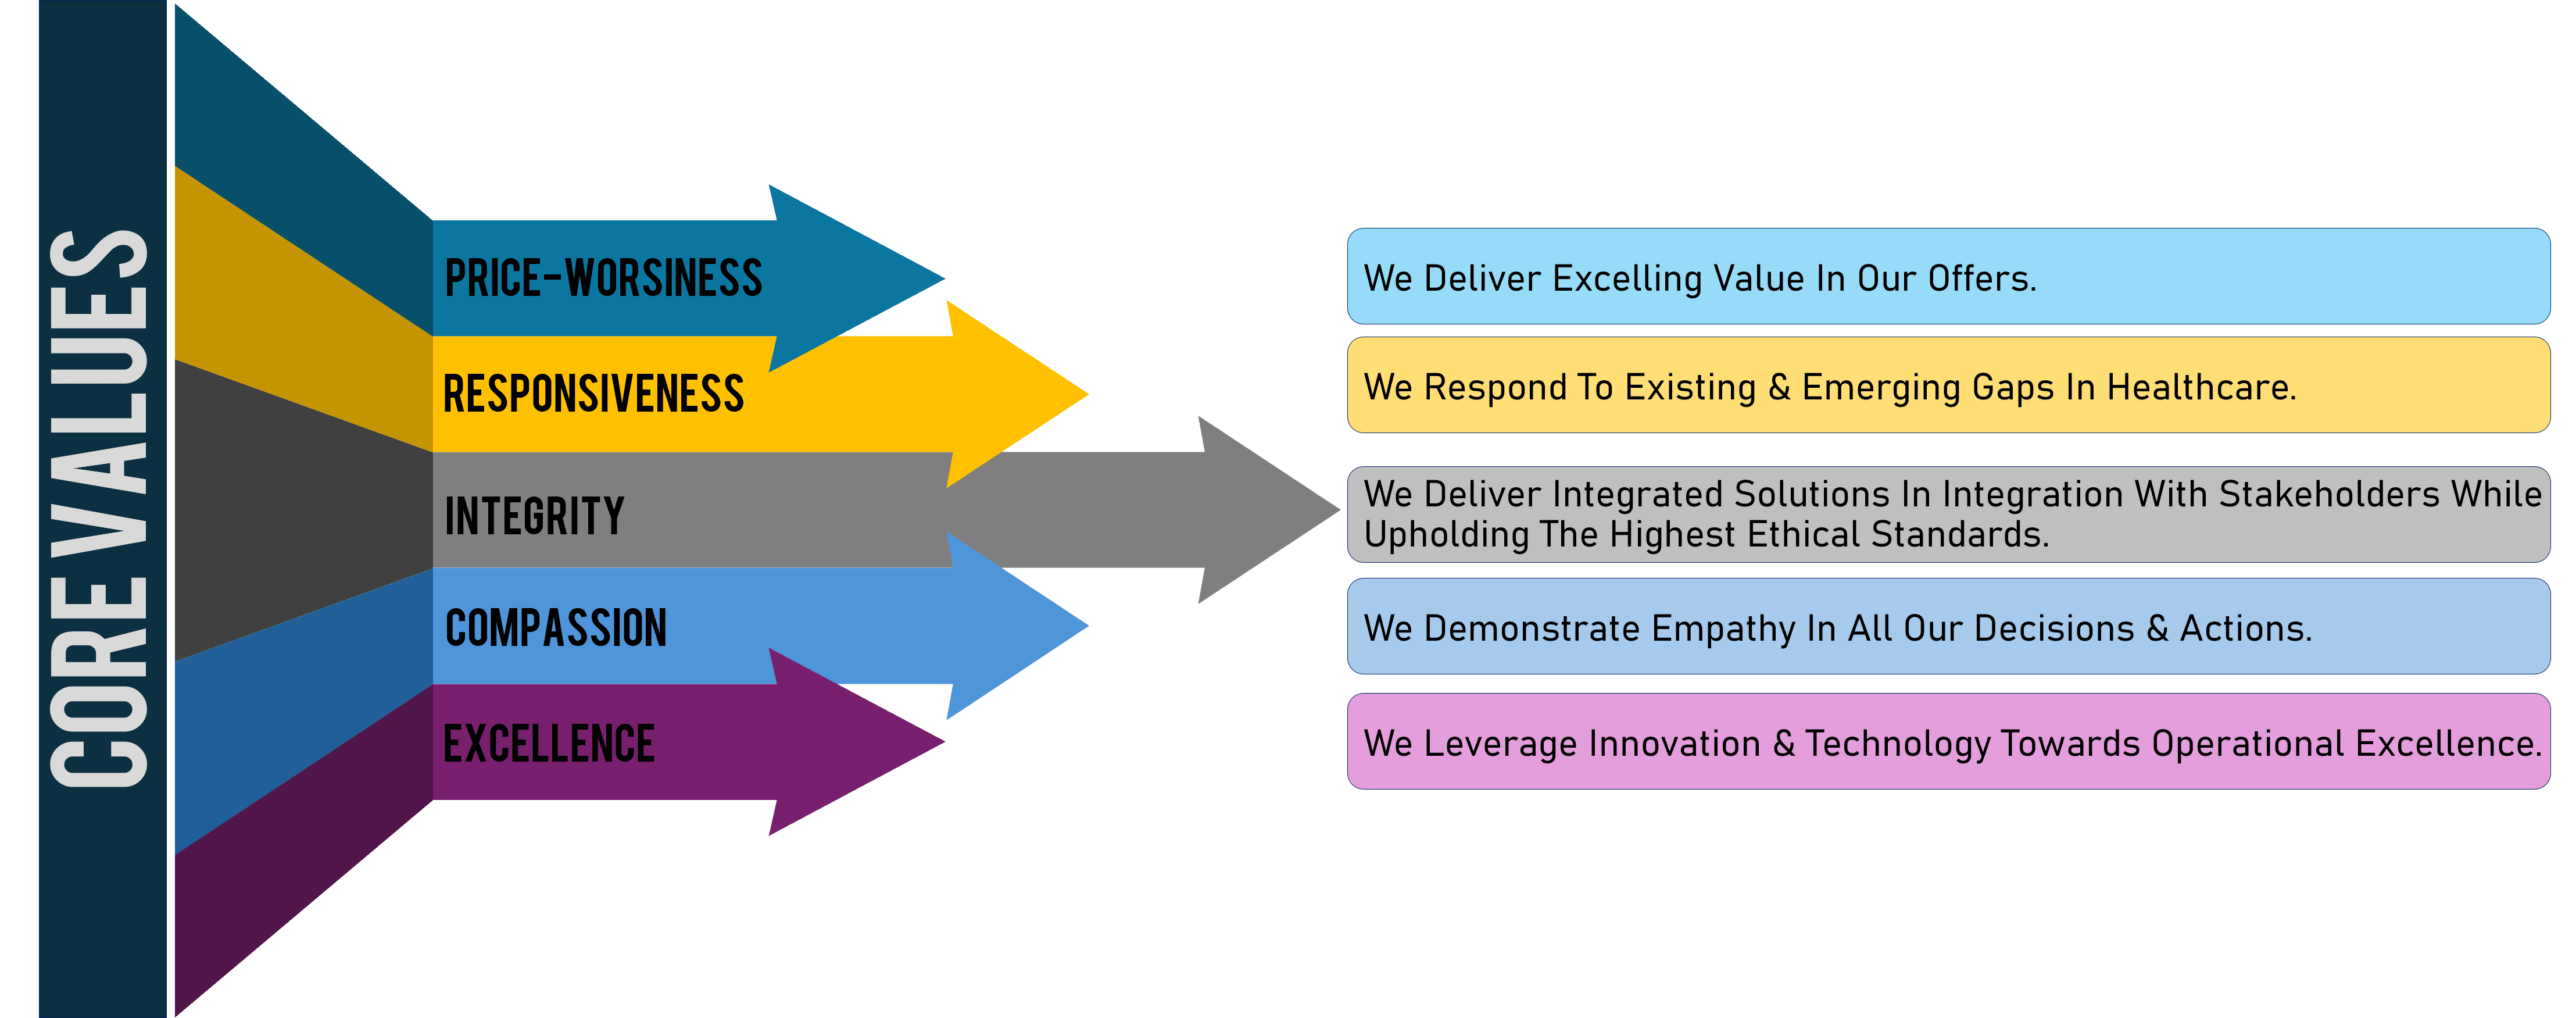 CORE VALUES
PRICE-WORSINESS
We Deliver Excelling Value In Our Offers.
RESPONSIVENESS
We Respond To Existing & Emerging Gaps In Healthcare.
INTEGRITY
We Deliver Integrated Solutions In Integration With Stakeholders While
Upholding The Highest Ethical Standards.
COMPASSION
We Demonstrate Empathy In All Our Decisions & Actions.
EXCELLENCE
We Leverage Innovation & Technology Towards Operational Excellence.